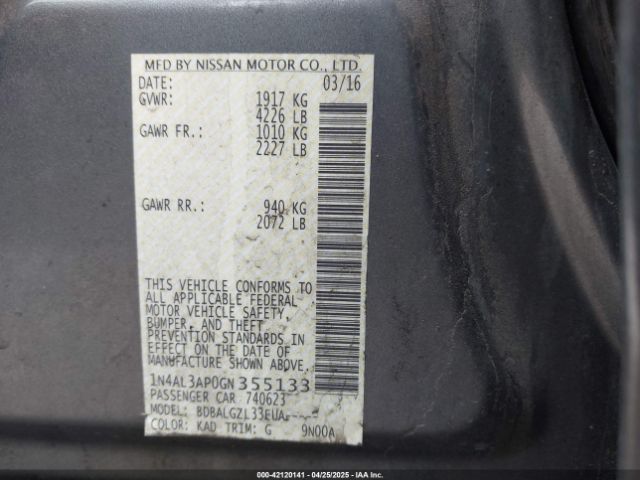 MFD BY NISSAN MOTOR CO., LTD.
DATE: 03/16
GVWR: 1917 KG
4226 LB
GAWR FR.: 1010 KG
2227 LB
GAWR RR.: 940 KG
2072 LB
THIS VEHICLE CONFORMS TO
ALL APPLICABLE FEDERAL
MOTOR VEHICLE SAFETY,
BUMPER, AND THEFT
PREVENTION STANDARDS IN
EFFECT ON THE DATE OF
MANUFACTURE SHOWN ABOVE.
1N4AL3AP0GN355133
PASSENGER CAR 740623
MODEL: BDBALGZL33EUA-----
COLOR: KAD TRIM: G 9N00A
000-42120141 - 04/25/2025 - IAAI, Inc.